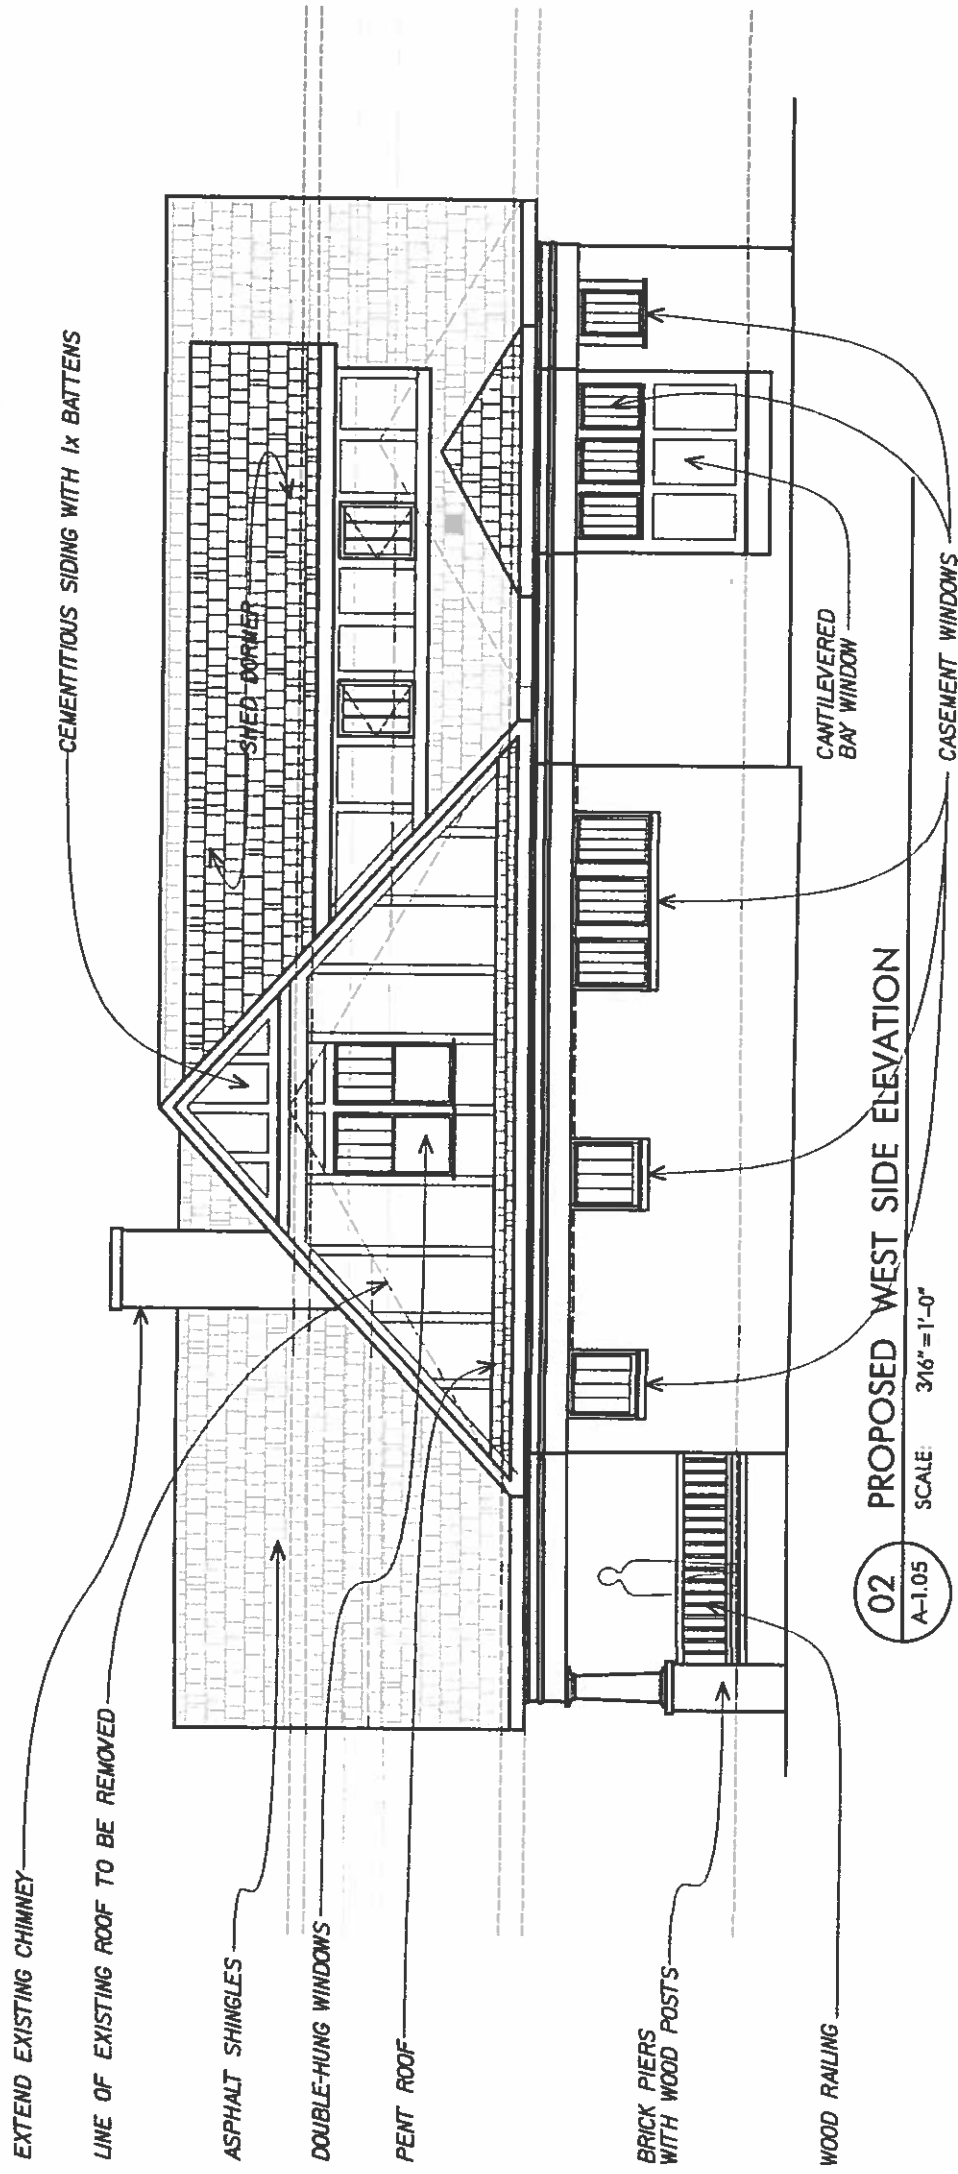 EXTEND EXISTING CHIMNEY
LINE OF EXISTING ROOF TO BE REMOVED
ASPHALT SHINGLES
DOUBLE-HUNG WINDOWS
PENT ROOF
BRICK PIERS
WITH WOOD POSTS
WOOD RAILING
CEMENTITIOUS SIDING WITH 1x BATTENS
SHED DORMER
CANTILEVERED
BAY WINDOW
CASEMENT WINDOWS
02
A-1.05
PROPOSED WEST SIDE ELEVATION
SCALE: 3/16"=1'-0"